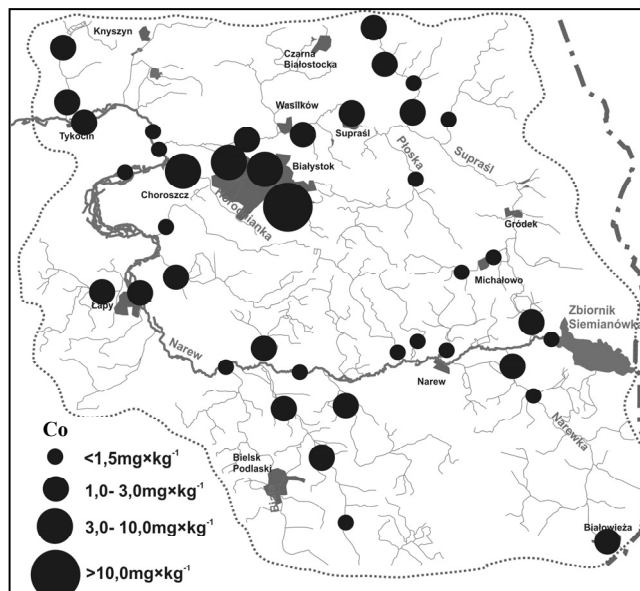 Knyszyn
Czarna
Białostocka
Wasilków
Tykocin
Supraśl
Białystok
Płoska
Supraśl
Choroszcz
Horodnianka
Gródek
Michałowo
Łapy
Zbiornik
Siemianówka
Narew
Narew
Narewka
Co
<1,5mg×kg⁻¹
Bielsk
Podlaski
1,0- 3,0mg×kg⁻¹
3,0- 10,0mg×kg⁻¹
Białowieża
>10,0mg×kg⁻¹